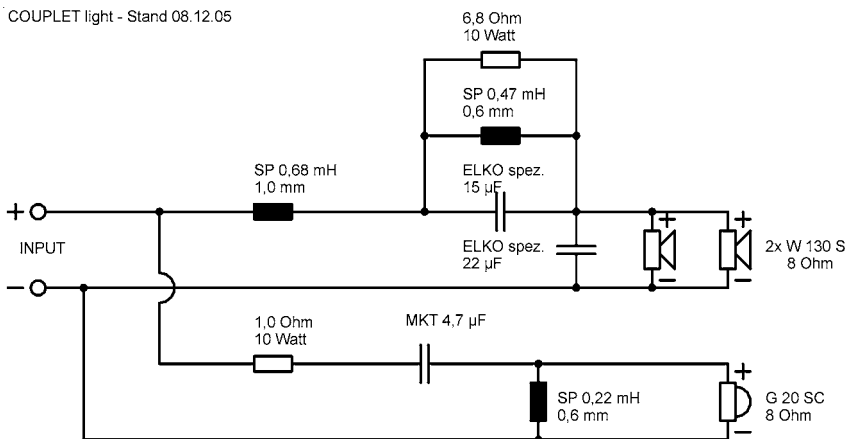 COUPLET light - Stand 08.12.05
6,8 Ohm
10 Watt
SP 0,47 mH
0,6 mm
SP 0,68 mH
1,0 mm
ELKO spez.
15 µF
+
+
+
INPUT
ELKO spez.
22 µF
2x W 130 S
8 Ohm
–
–
–
1,0 Ohm
10 Watt
MKT 4,7 µF
+
SP 0,22 mH
0,6 mm
G 20 SC
8 Ohm
–